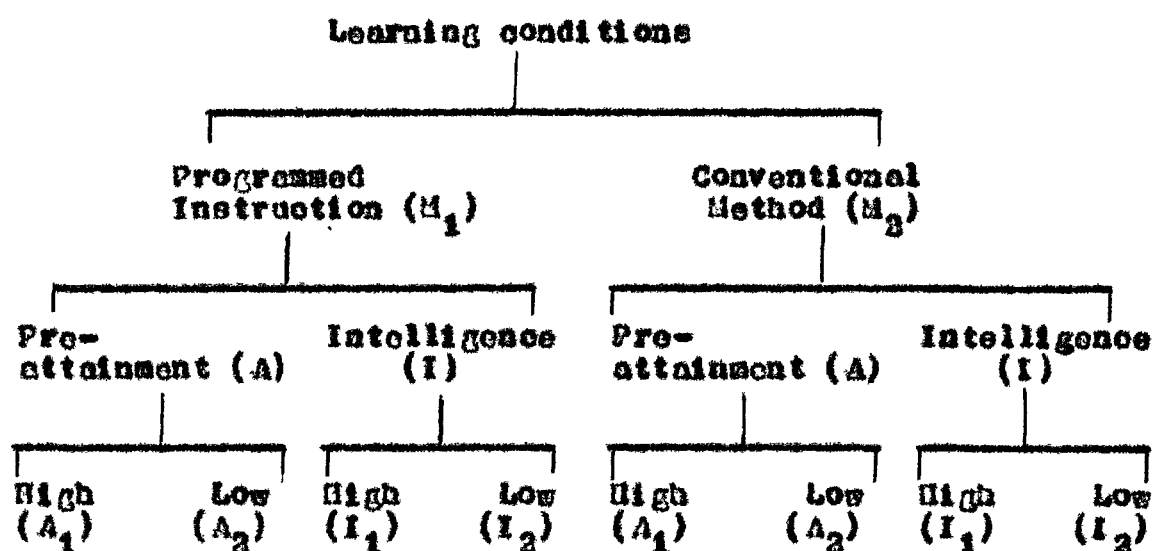 Learning conditions
Programmed Conventional
Instruction (M₁) Method (M₂)
Pre- Intelligence Pre- Intelligence
attainment (A) (I) attainment (A) (I)
High Low High Low High Low High Low
(A₁) (A₂) (I₁) (I₂) (A₁) (A₂) (I₁) (I₂)